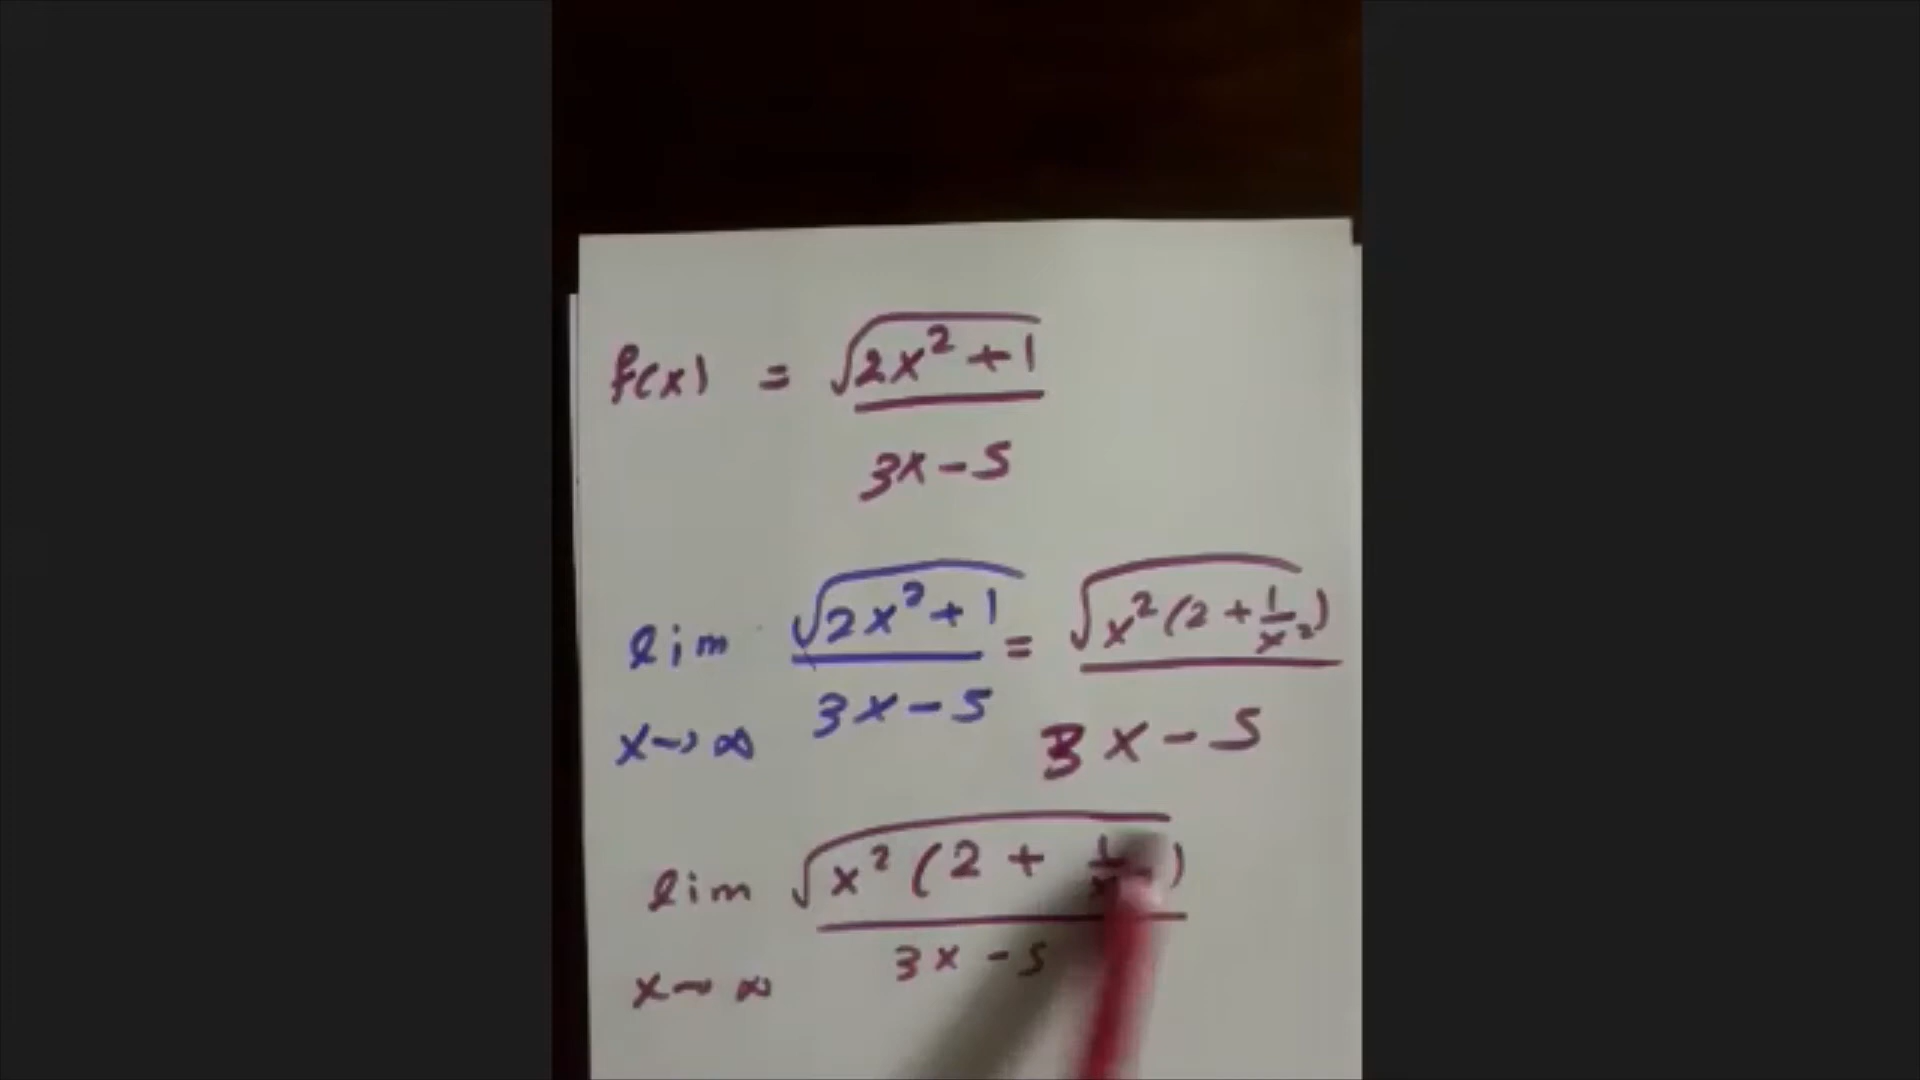 f(x) = √(2x² + 1)
3x - 5
lim √(2x² + 1) = √(x² (2 + 1/x²))
x → ∞ 3x - 5 3x - 5
lim √(x² (2 + 1/x
x → ∞ 3x - 5